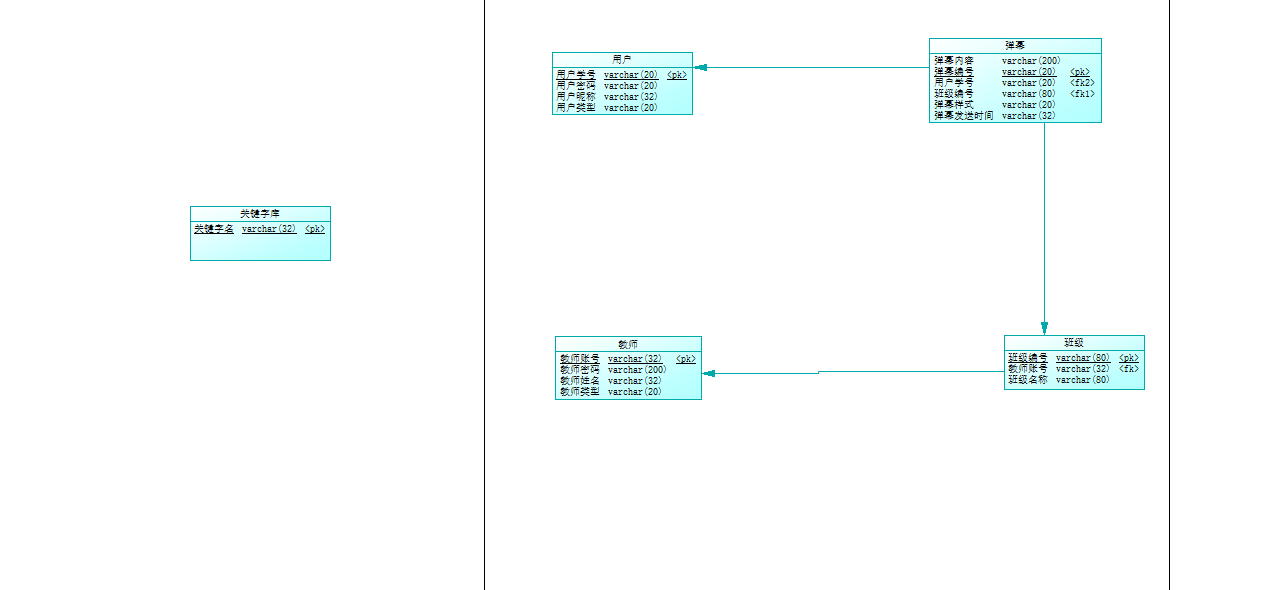 关键字库
关键字名 varchar(32) <pk>
用户
用户学号 varchar(20) <pk>
用户密码 varchar(20)
用户昵称 varchar(32)
用户类型 varchar(20)
弹幕
弹幕内容 varchar(200)
弹幕编号 varchar(20) <pk>
用户学号 varchar(20) <fk2>
班级编号 varchar(80) <fk1>
弹幕样式 varchar(20)
弹幕发送时间 varchar(32)
教师
教师账号 varchar(32) <pk>
教师密码 varchar(200)
教师姓名 varchar(32)
教师类型 varchar(20)
班级
班级编号 varchar(80) <pk>
教师账号 varchar(32) <fk>
班级名称 varchar(80)